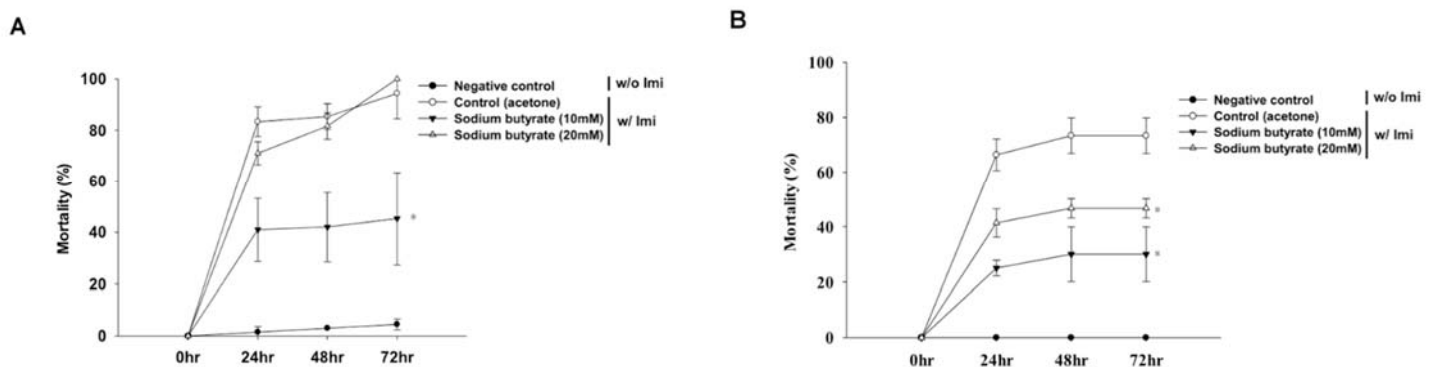 A
Mortality (%)
100
80
60
40
20
0
0hr 24hr 48hr 72hr
Negative control
Control (acetone)
Sodium butyrate (10mM)
Sodium butyrate (20mM)
w/o Imi
w/ Imi
*
B
Mortality (%)
100
80
60
40
20
0
0hr 24hr 48hr 72hr
Negative control
Control (acetone)
Sodium butyrate (10mM)
Sodium butyrate (20mM)
w/o Imi
w/ Imi
*
*